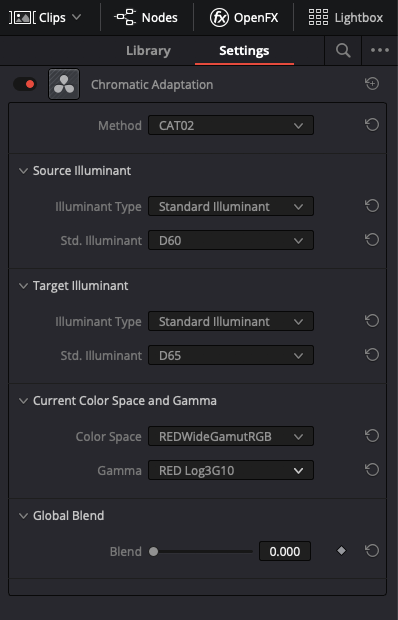 Clips Nodes OpenFX Lightbox
Library Settings
Chromatic Adaptation
Method CAT02
Source Illuminant
Illuminant Type Standard Illuminant
Std. Illuminant D60
Target Illuminant
Illuminant Type Standard Illuminant
Std. Illuminant D65
Current Color Space and Gamma
Color Space REDWideGamutRGB
Gamma RED Log3G10
Global Blend
Blend 0.000